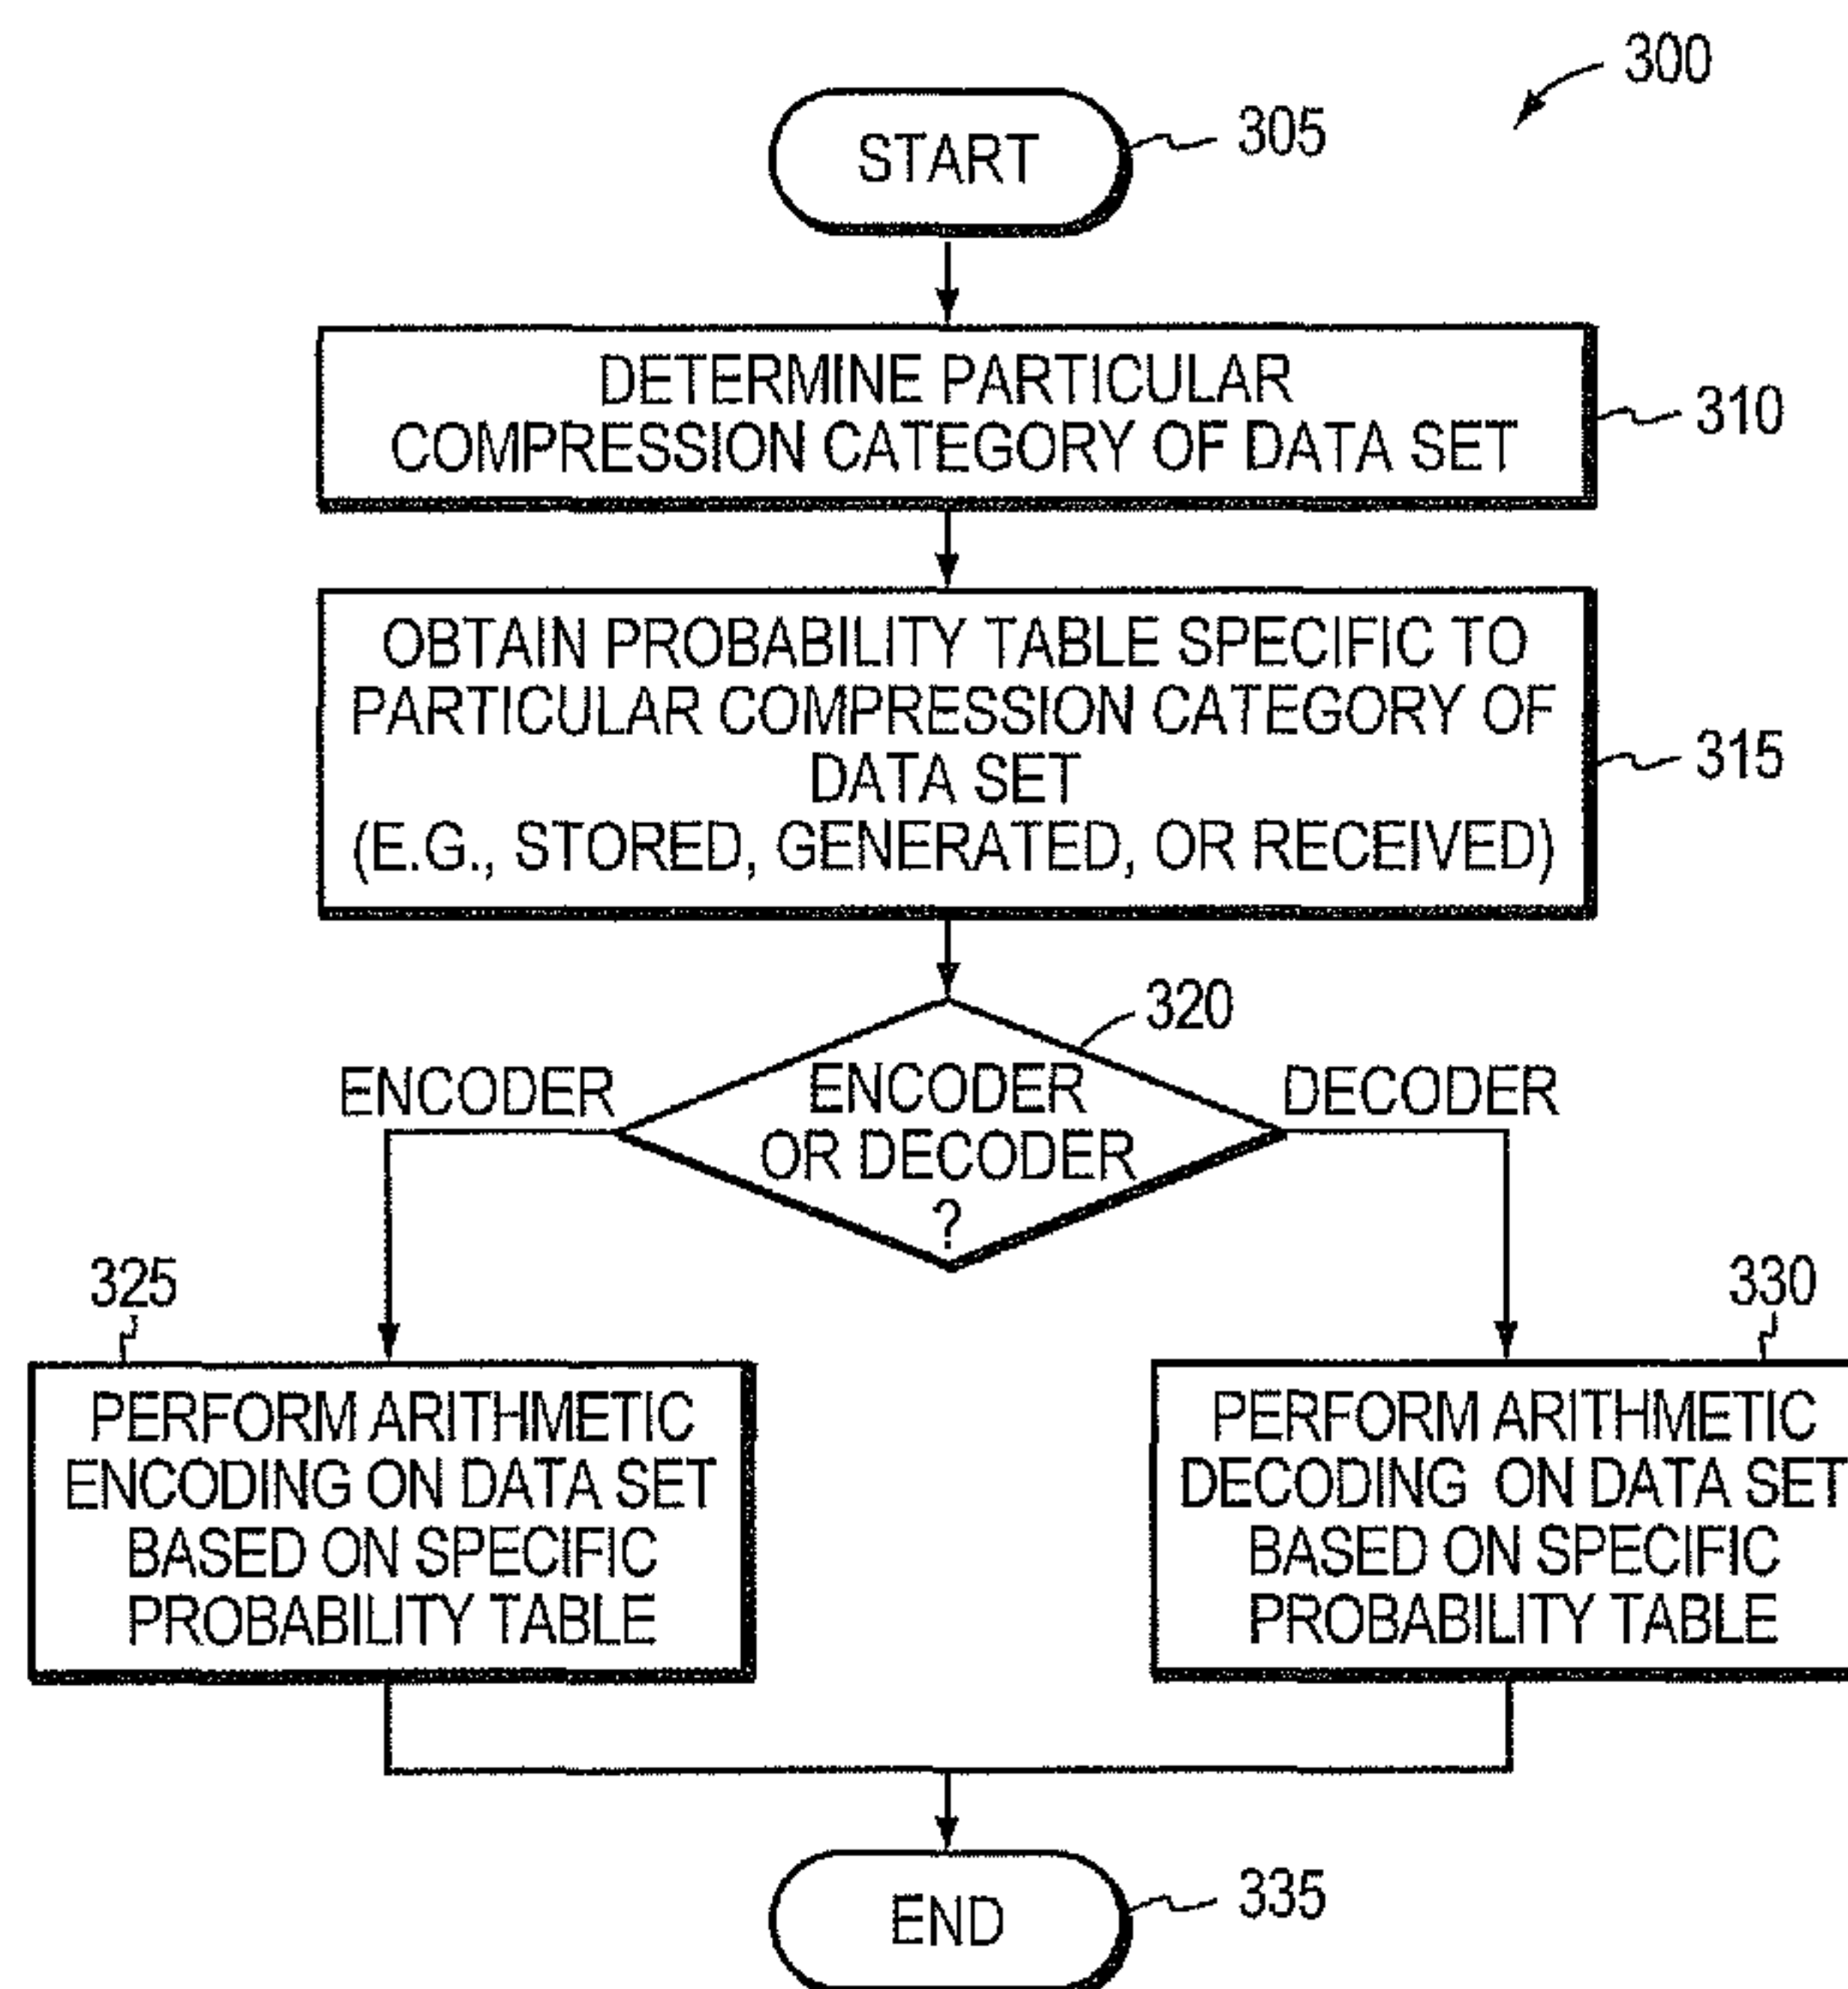 300
START
305
DETERMINE PARTICULAR
COMPRESSION CATEGORY OF DATA SET
310
OBTAIN PROBABILITY TABLE SPECIFIC TO
PARTICULAR COMPRESSION CATEGORY OF
DATA SET
(E.G., STORED, GENERATED, OR RECEIVED)
315
320
ENCODER
ENCODER
OR DECODER
?
DECODER
325
PERFORM ARITHMETIC
ENCODING ON DATA SET
BASED ON SPECIFIC
PROBABILITY TABLE
330
PERFORM ARITHMETIC
DECODING ON DATA SET
BASED ON SPECIFIC
PROBABILITY TABLE
END
335